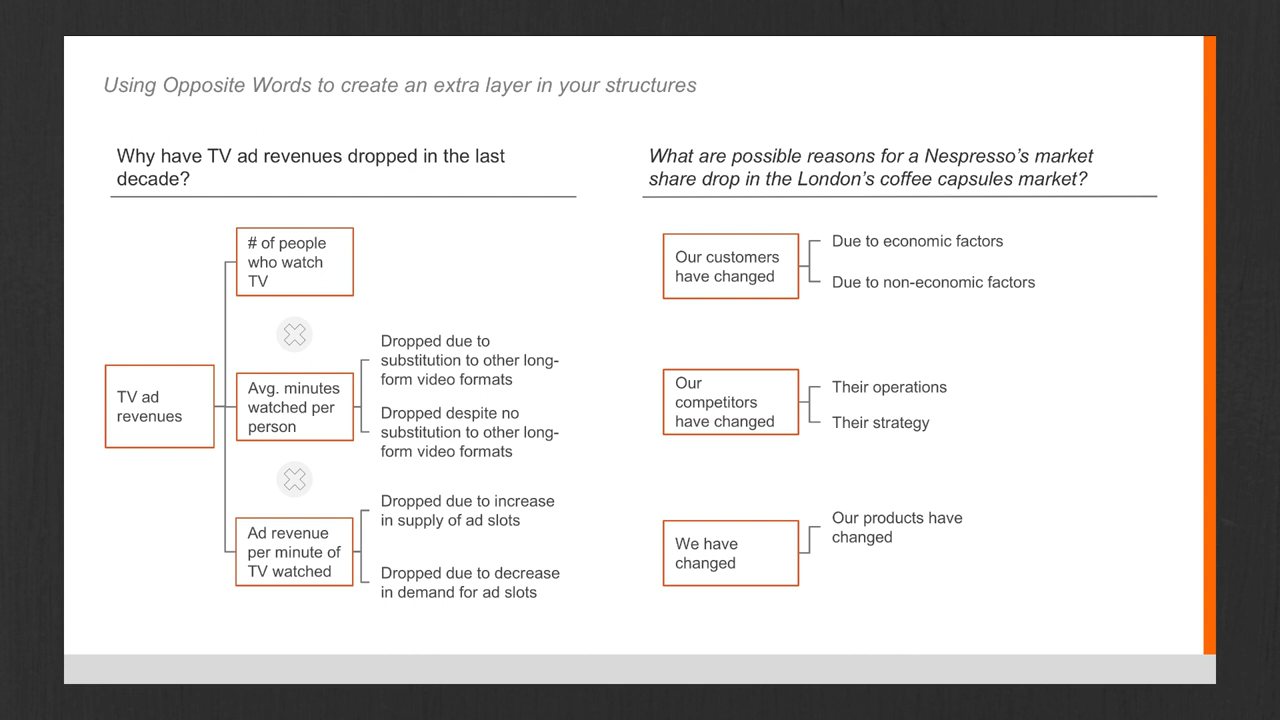 Using Opposite Words to create an extra layer in your structures
Why have TV ad revenues dropped in the last
decade?
# of people
who watch
TV
TV ad
revenues
Avg. minutes
watched per
person
Dropped due to
substitution to other long-
form video formats
Dropped despite no
substitution to other long-
form video formats
Ad revenue
per minute of
TV watched
Dropped due to increase
in supply of ad slots
Dropped due to decrease
in demand for ad slots
What are possible reasons for a Nespresso's market
share drop in the London's coffee capsules market?
Our customers
have changed
Due to economic factors
Due to non-economic factors
Our
competitors
have changed
Their operations
Their strategy
We have
changed
Our products have
changed